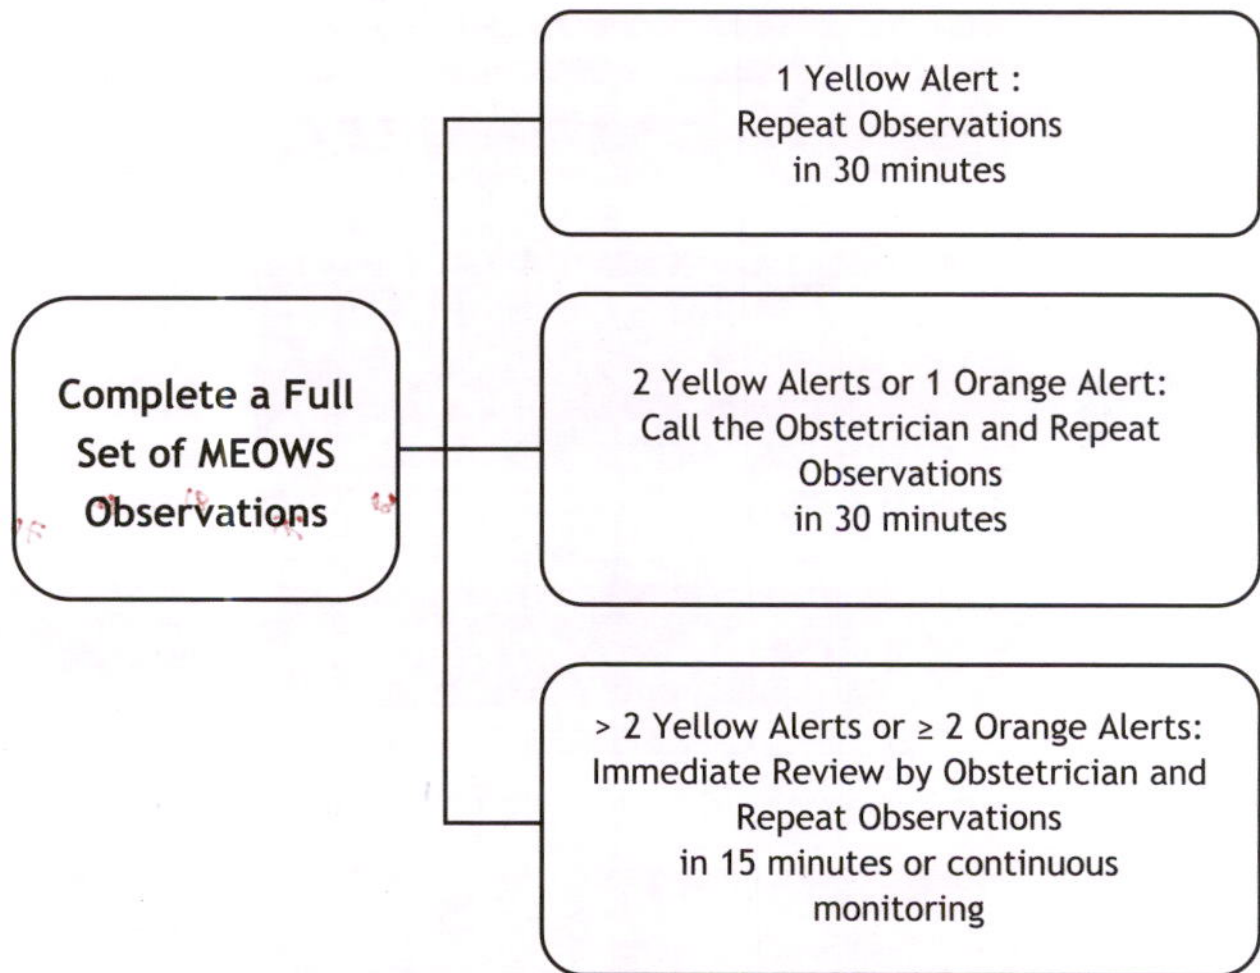 1 Yellow Alert :
Repeat Observations
in 30 minutes
Complete a Full
Set of MEOWS
Observations
2 Yellow Alerts or 1 Orange Alert:
Call the Obstetrician and Repeat
Observations
in 30 minutes
> 2 Yellow Alerts or ≥ 2 Orange Alerts:
Immediate Review by Obstetrician and
Repeat Observations
in 15 minutes or continuous
monitoring